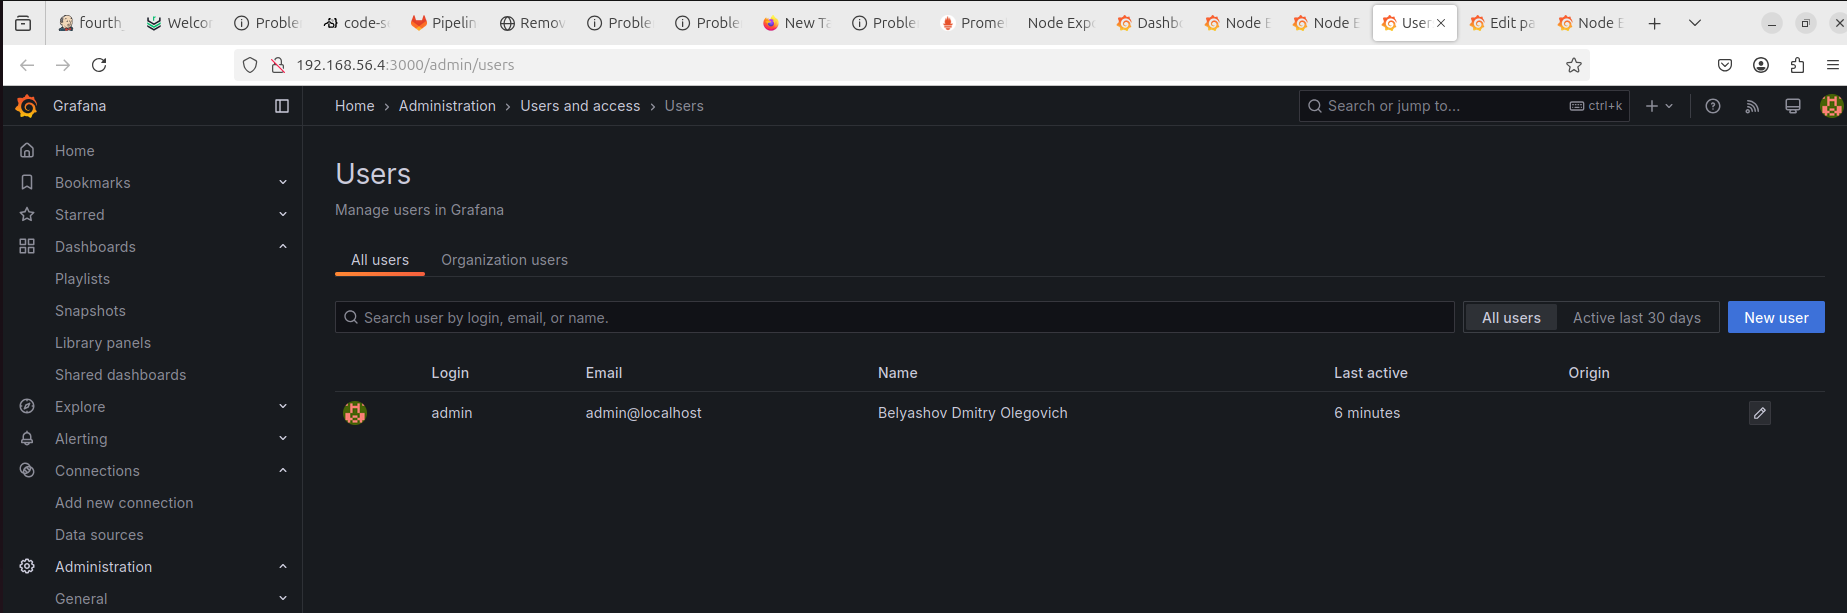 fourth_ Welcor Proble code-s Pipelin Remov Proble Proble New Ta Proble Prome Node Expo Dashb Node E Node E User Edit pa Node E
192.168.56.4:3000/admin/users
Grafana
Home › Administration › Users and access › Users
Search or jump to... ctrl+k
Home
Bookmarks
Starred
Dashboards
Playlists
Snapshots
Library panels
Shared dashboards
Explore
Alerting
Connections
Add new connection
Data sources
Administration
General
Users
Manage users in Grafana
All users Organization users
Search user by login, email, or name. All users Active last 30 days New user
Login Email Name Last active Origin
admin admin@localhost Belyashov Dmitry Olegovich 6 minutes